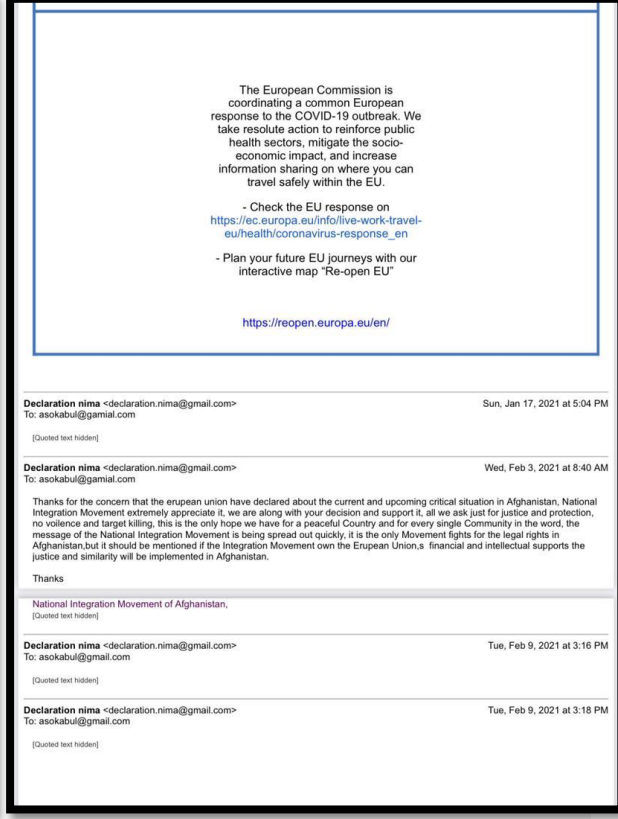 The European Commission is
coordinating a common European
response to the COVID-19 outbreak. We
take resolute action to reinforce public
health sectors, mitigate the socio-
economic impact, and increase
information sharing on where you can
travel safely within the EU.
- Check the EU response on
https://ec.europa.eu/info/live-work-travel-
eu/health/coronavirus-response_en
- Plan your future EU journeys with our
interactive map “Re-open EU”
https://reopen.europa.eu/en/
Declaration nima <declaration.nima@gmail.com> Sun, Jan 17, 2021 at 5:04 PM
To: asokabul@gamial.com
[Quoted text hidden]
Declaration nima <declaration.nima@gmail.com> Wed, Feb 3, 2021 at 8:40 AM
To: asokabul@gamial.com
Thanks for the concern that the erupean union have declared about the current and upcoming critical situation in Afghanistan, National
Integration Movement extremely appreciate it, we are along with your decision and support it, all we ask just for justice and protection,
no voilence and target killing, this is the only hope we have for a peaceful Country and for every single Community in the word, the
message of the National Integration Movement is being spread out quickly, it is the only Movement fights for the legal rights in
Afghanistan,but it should be mentioned if the Integration Movement own the Erupean Union,s  financial and intellectual supports the
justice and similarity will be implemented in Afghanistan.
Thanks
National Integration Movement of Afghanistan,
[Quoted text hidden]
Declaration nima <declaration.nima@gmail.com> Tue, Feb 9, 2021 at 3:16 PM
To: asokabul@gmail.com
[Quoted text hidden]
Declaration nima <declaration.nima@gmail.com> Tue, Feb 9, 2021 at 3:18 PM
To: asokabul@gmail.com
[Quoted text hidden]